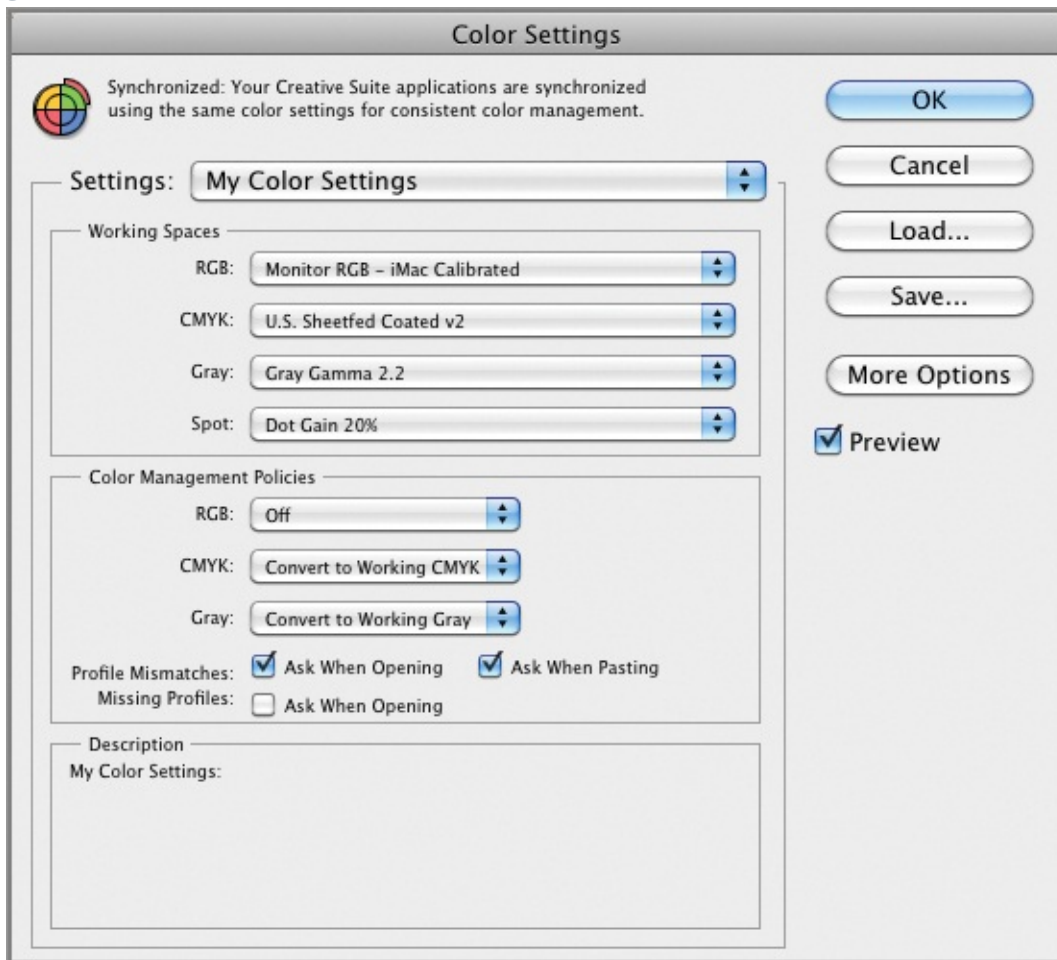 Color Settings
Synchronized: Your Creative Suite applications are synchronized
using the same color settings for consistent color management.
Settings: My Color Settings
Working Spaces
RGB: Monitor RGB – iMac Calibrated
CMYK: U.S. Sheetfed Coated v2
Gray: Gray Gamma 2.2
Spot: Dot Gain 20%
Color Management Policies
RGB: Off
CMYK: Convert to Working CMYK
Gray: Convert to Working Gray
Profile Mismatches: Ask When Opening Ask When Pasting
Missing Profiles: Ask When Opening
Description
My Color Settings:
OK
Cancel
Load...
Save...
More Options
Preview